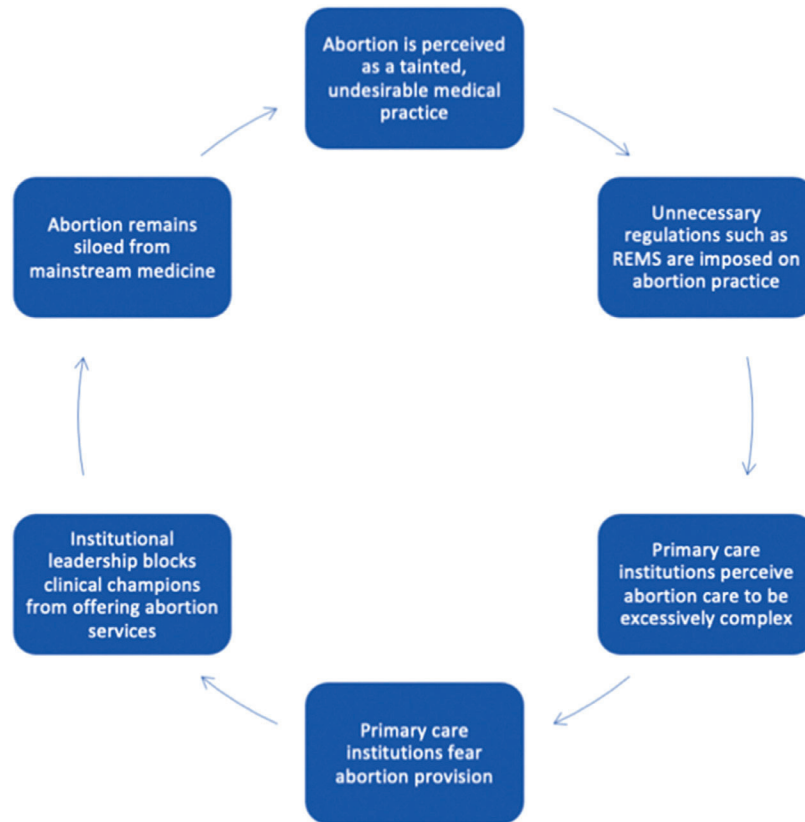 Abortion is perceived
as a tainted,
undesirable medical
practice
Unnecessary
regulations such as
REMS are imposed on
abortion practice
Primary care
institutions perceive
abortion care to be
excessively complex
Primary care
institutions fear
abortion provision
Institutional
leadership blocks
clinical champions
from offering abortion
services
Abortion remains
siloed from
mainstream medicine